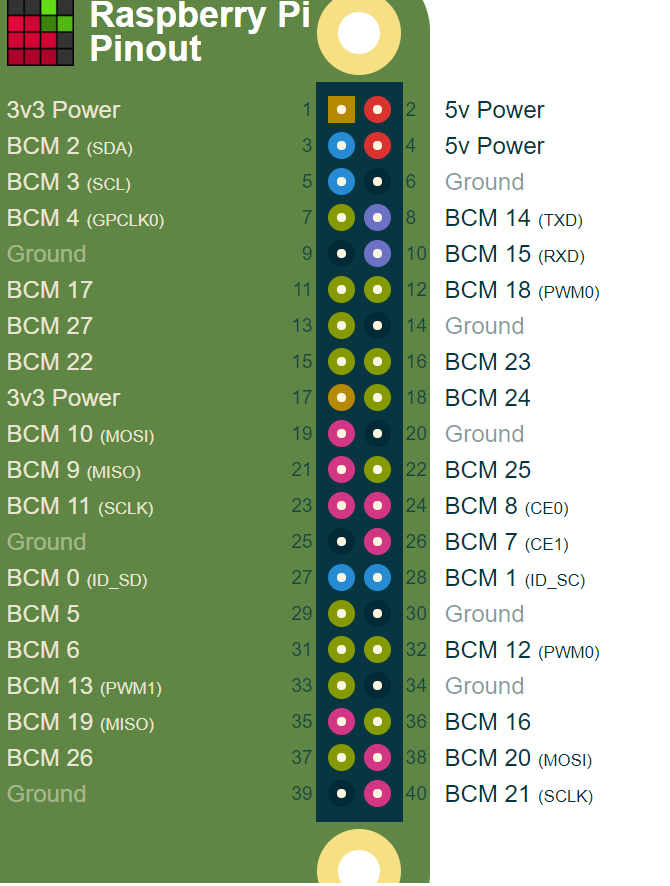 Raspberry Pi
Pinout
3v3 Power 1 2 5v Power
BCM 2 (SDA) 3 4 5v Power
BCM 3 (SCL) 5 6 Ground
BCM 4 (GPCLK0) 7 8 BCM 14 (TXD)
Ground 9 10 BCM 15 (RXD)
BCM 17 11 12 BCM 18 (PWM0)
BCM 27 13 14 Ground
BCM 22 15 16 BCM 23
3v3 Power 17 18 BCM 24
BCM 10 (MOSI) 19 20 Ground
BCM 9 (MISO) 21 22 BCM 25
BCM 11 (SCLK) 23 24 BCM 8 (CE0)
Ground 25 26 BCM 7 (CE1)
BCM 0 (ID_SD) 27 28 BCM 1 (ID_SC)
BCM 5 29 30 Ground
BCM 6 31 32 BCM 12 (PWM0)
BCM 13 (PWM1) 33 34 Ground
BCM 19 (MISO) 35 36 BCM 16
BCM 26 37 38 BCM 20 (MOSI)
Ground 39 40 BCM 21 (SCLK)